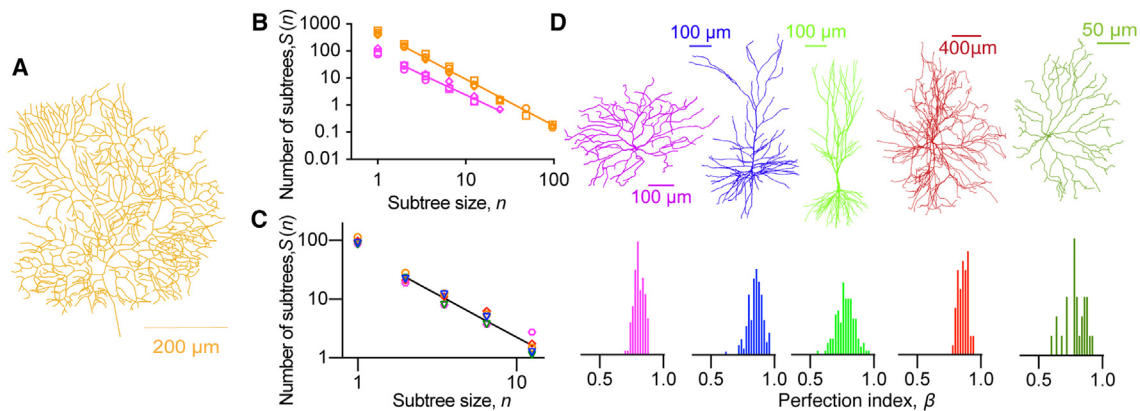 A
200 µm
B
Number of subtrees, S (n)
1000
100
10
1
0.1
0.01
1
10
100
Subtree size, n
C
Number of subtrees, S (n)
100
10
1
1
10
Subtree size, n
D
100 µm
100 µm
100 µm
400µm
50 µm
0.5 1.0
0.5 1.0
0.5 1.0
0.5 1.0
0.5 1.0
Perfection index, β